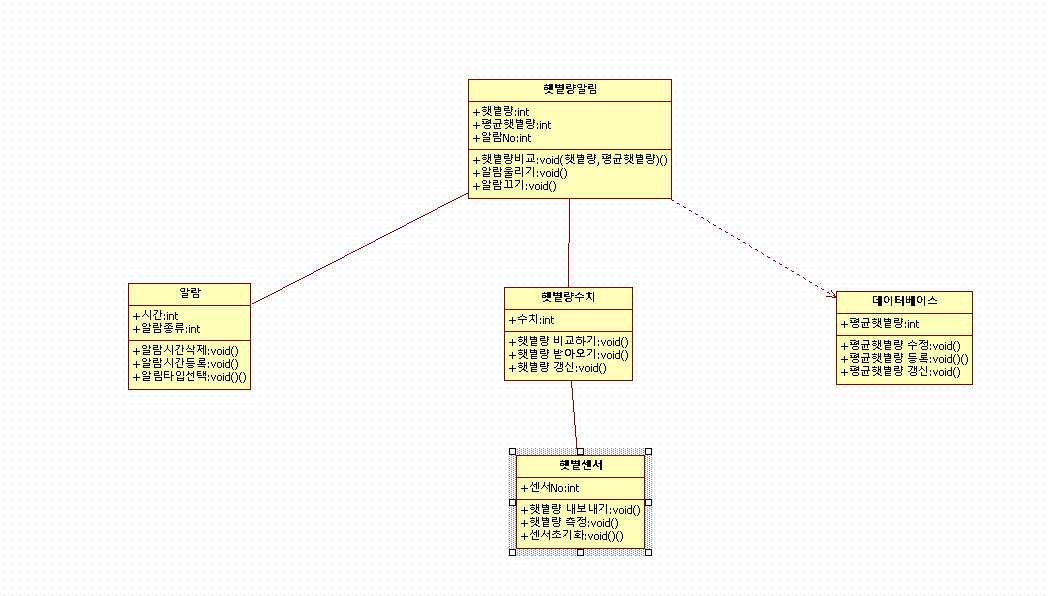 햇볕량알림
+햇볕량:int
+평균햇볕량:int
+알람No:int
+햇볕량비교:void(햇볕량,평균햇볕량)()
+알람울리기:void()
+알람끄기:void()
알람
+시간:int
+알람종류:int
+알람시간삭제:void()
+알람시간등록:void()
+알림타입선택:void()()
햇볕량수치
+수치:int
+햇볕량 비교하기:void()
+햇볕량 받아오기:void()
+햇볕량 갱신:void()
데이터베이스
+평균햇볕량:int
+평균햇볕량 수정:void()
+평균햇볕량 등록:void()()
+평균햇볕량 갱신:void()
햇볕센서
+센서No:int
+햇볕량 내보내기:void()
+햇볕량 측정:void()
+센서초기화:void()()